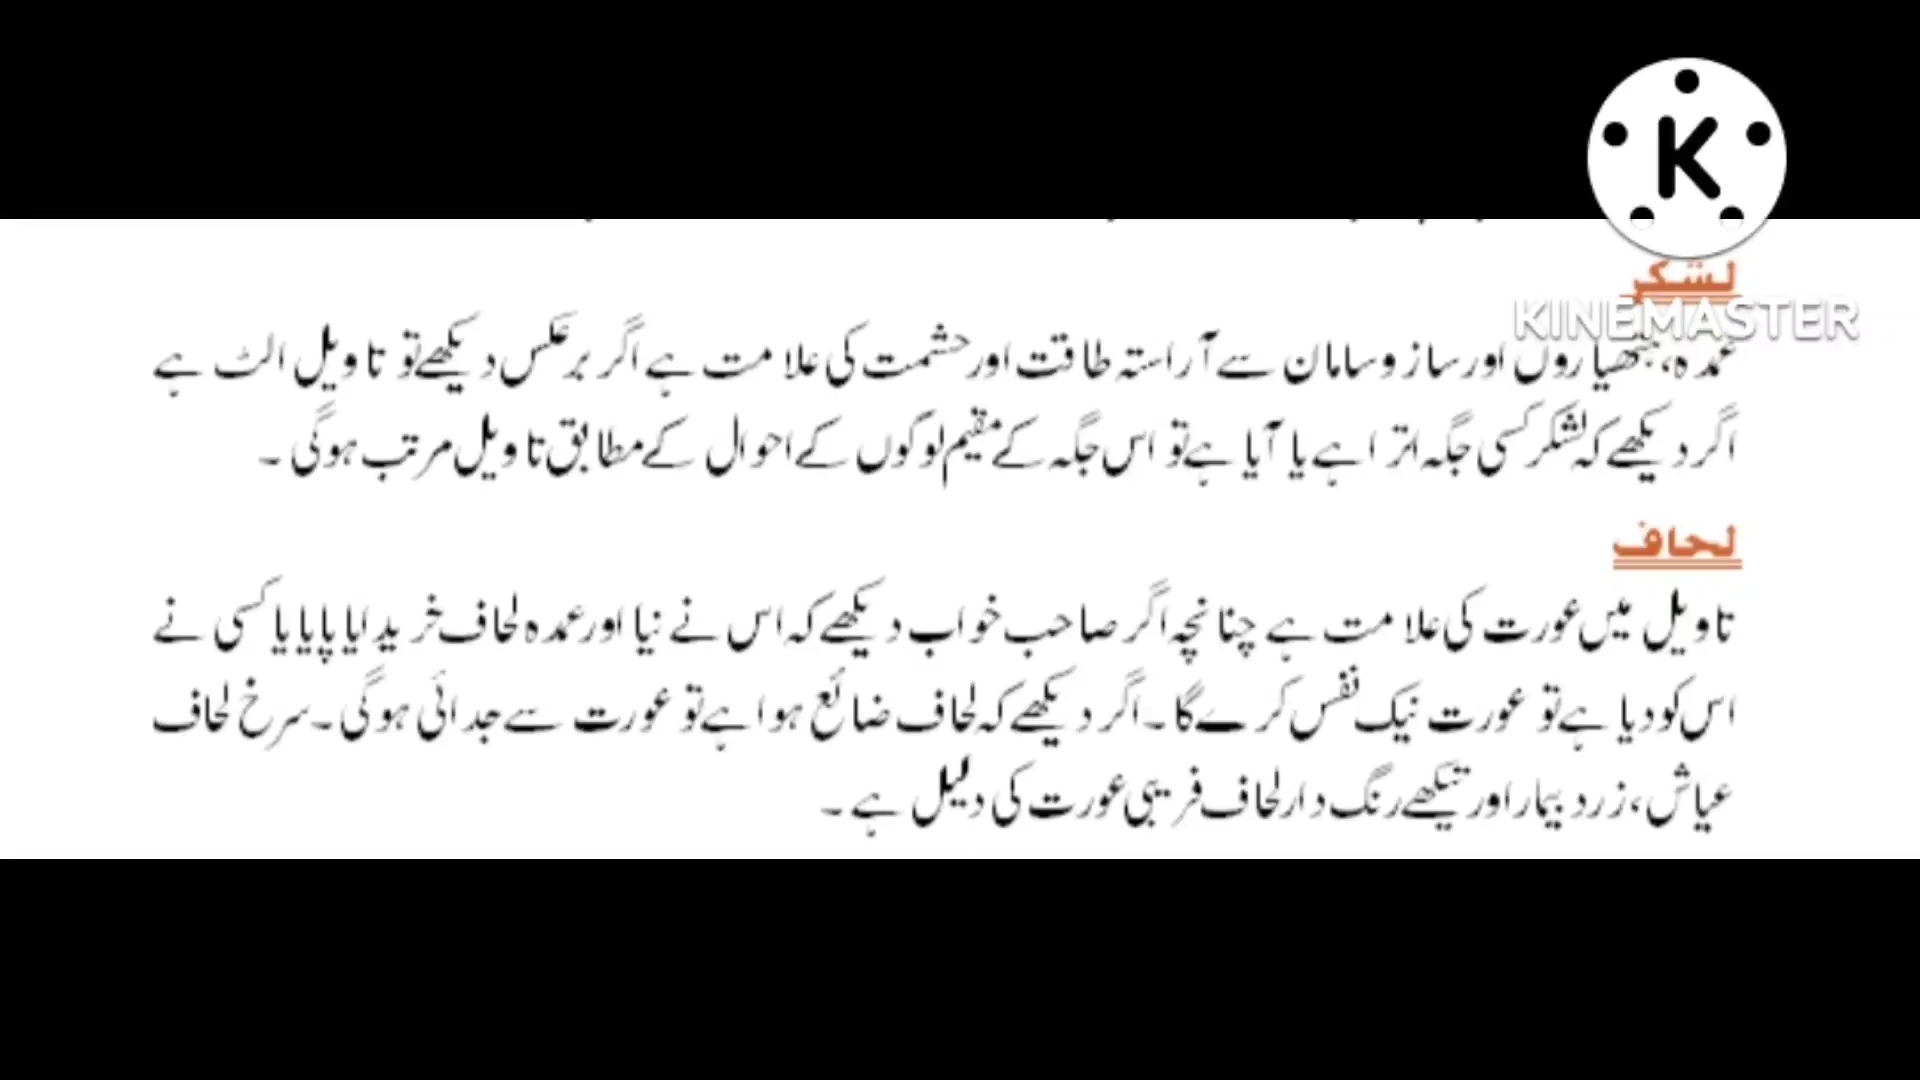 K
KINEMASTER
لشکر
عمدہ، ہتھیاروں اور ساز و سامان سے آراستہ طاقت اور حشمت کی علامت ہے اگر برعکس دیکھے تو تاویل الٹ ہے
اگر دیکھے کہ لشکر کسی جگہ اترا ہے یا آیا ہے تو اس جگہ کے مقیم لوگوں کے احوال کے مطابق تاویل مرتب ہوگی ۔
لحاف
تاویل میں عورت کی علامت ہے چنانچہ اگر صاحب خواب دیکھے کہ اس نے نیا اور عمدہ لحاف خریدا یا پایا یا کسی نے
اس کو دیا ہے تو عورت نیک نفس کرے گا۔ اگر دیکھے کہ لحاف ضائع ہوا ہے تو عورت سے جدائی ہوگی۔ سرخ لحاف
عیاش، زرد بیمار اور تیکھے رنگ دار لحاف فریبی عورت کی دلیل ہے ۔